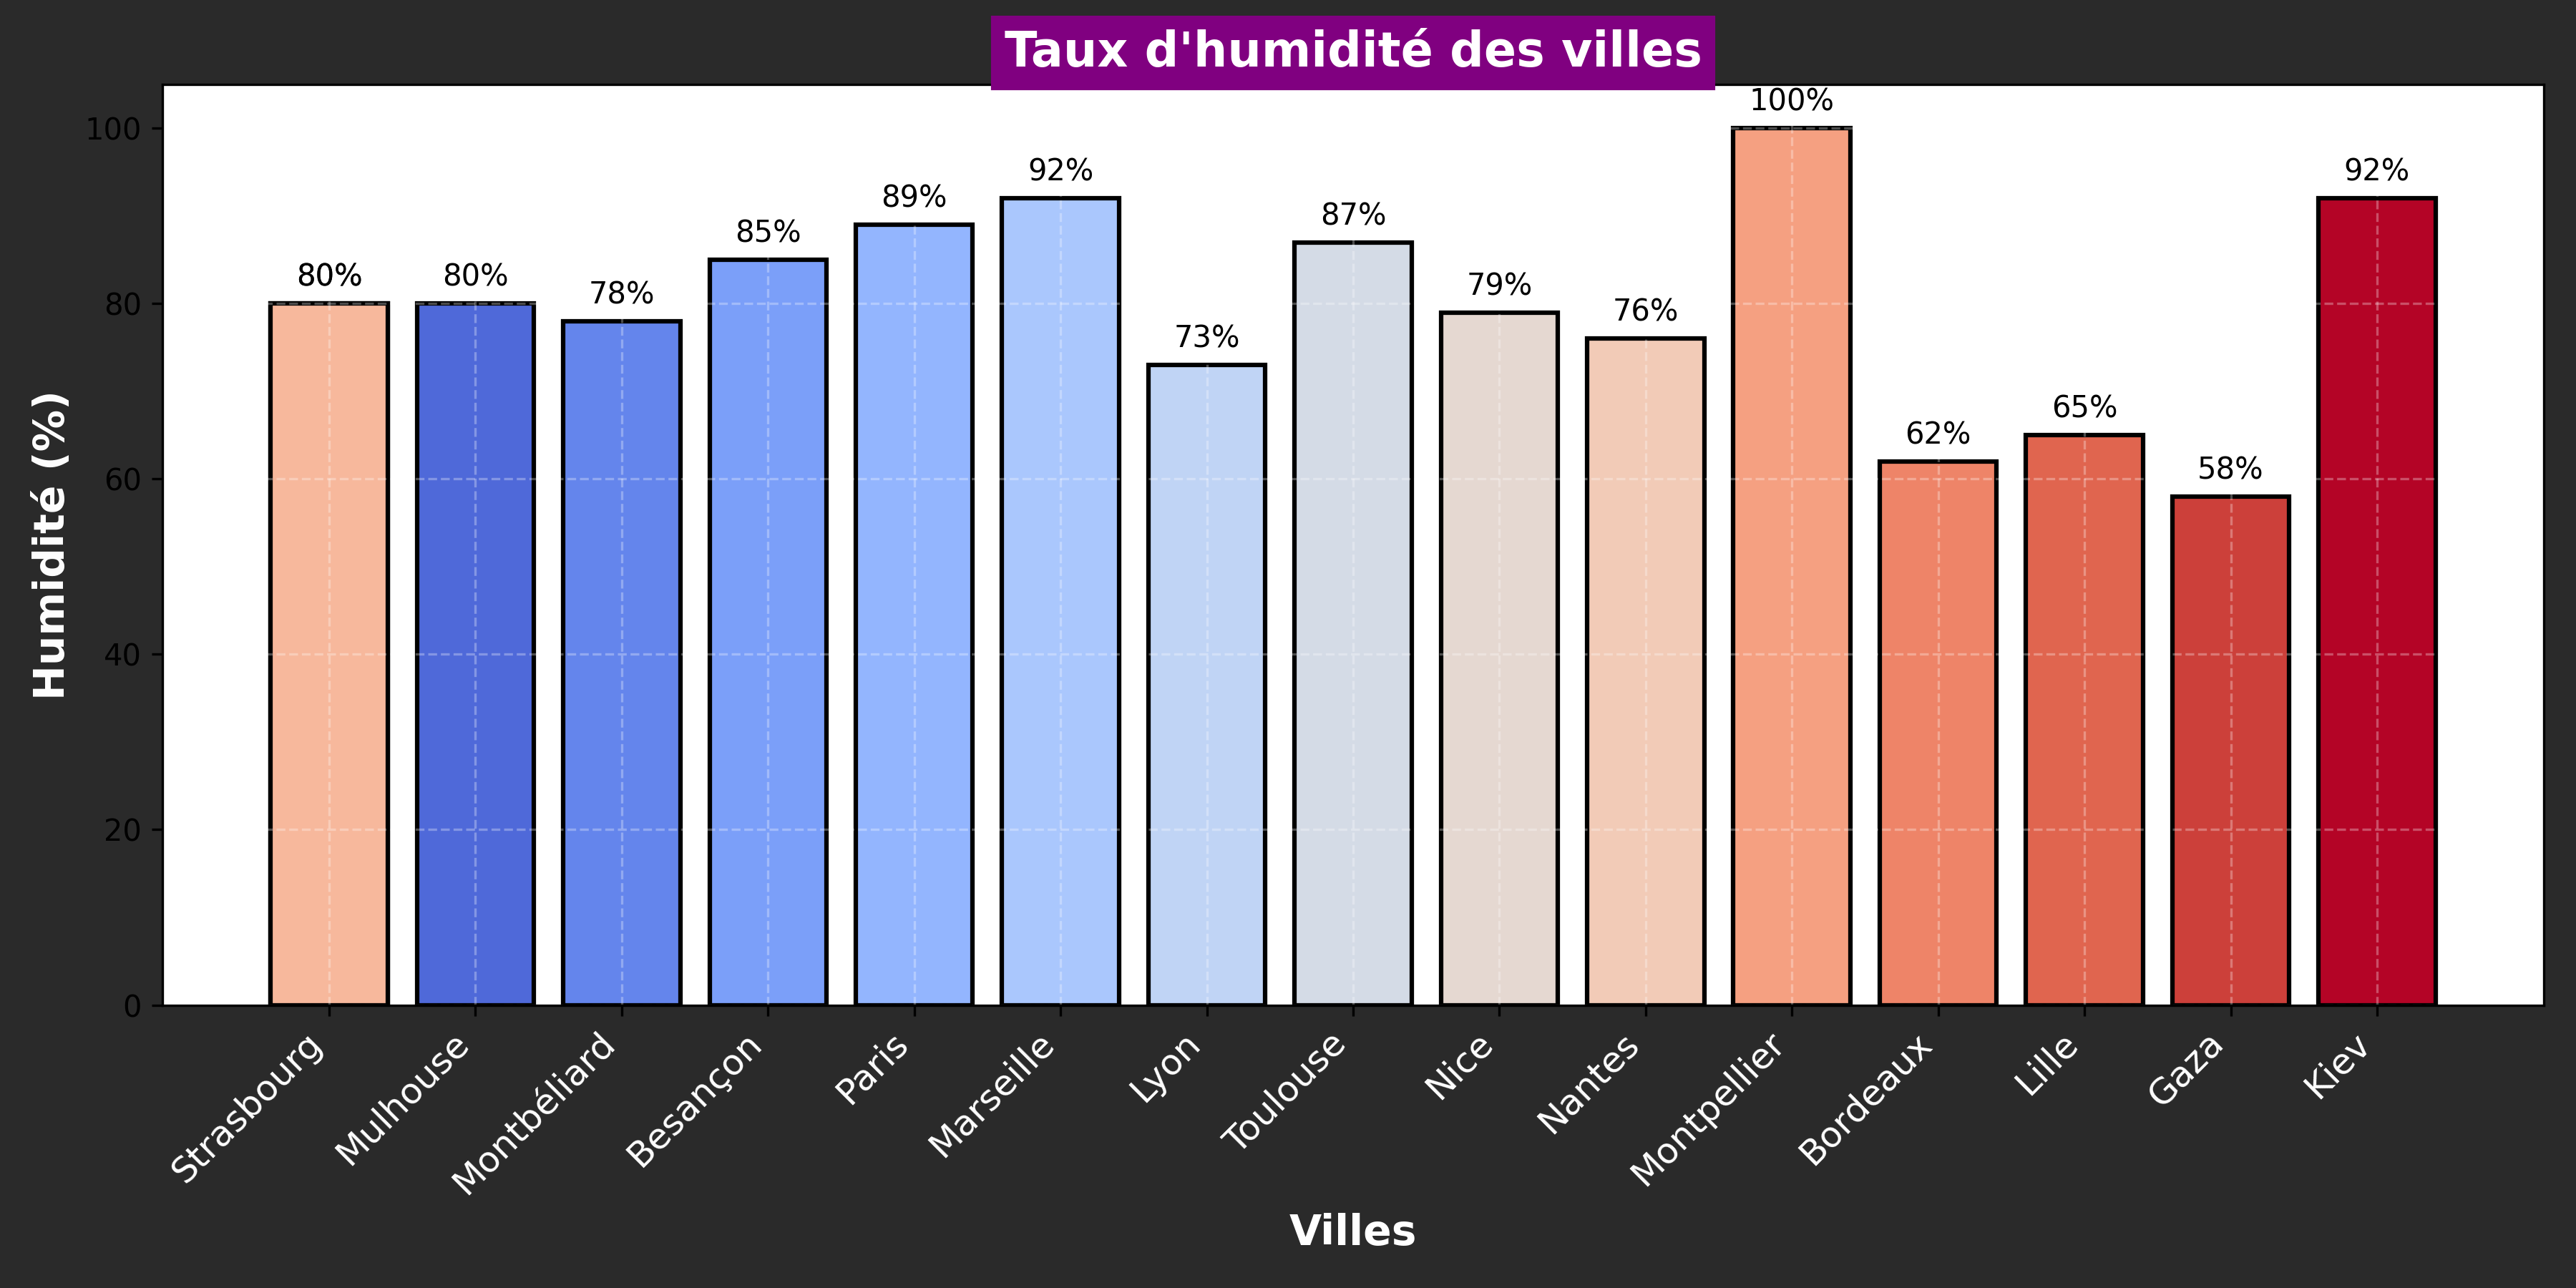 Taux d'humidité des villes
Humidité (%)
100
80
60
40
20
0
80%
80%
78%
85%
89%
92%
73%
87%
79%
76%
100%
62%
65%
58%
92%
Strasbourg
Mulhouse
Montbéliard
Besançon
Paris
Marseille
Lyon
Toulouse
Nice
Nantes
Montpellier
Bordeaux
Lille
Gaza
Kiev
Villes